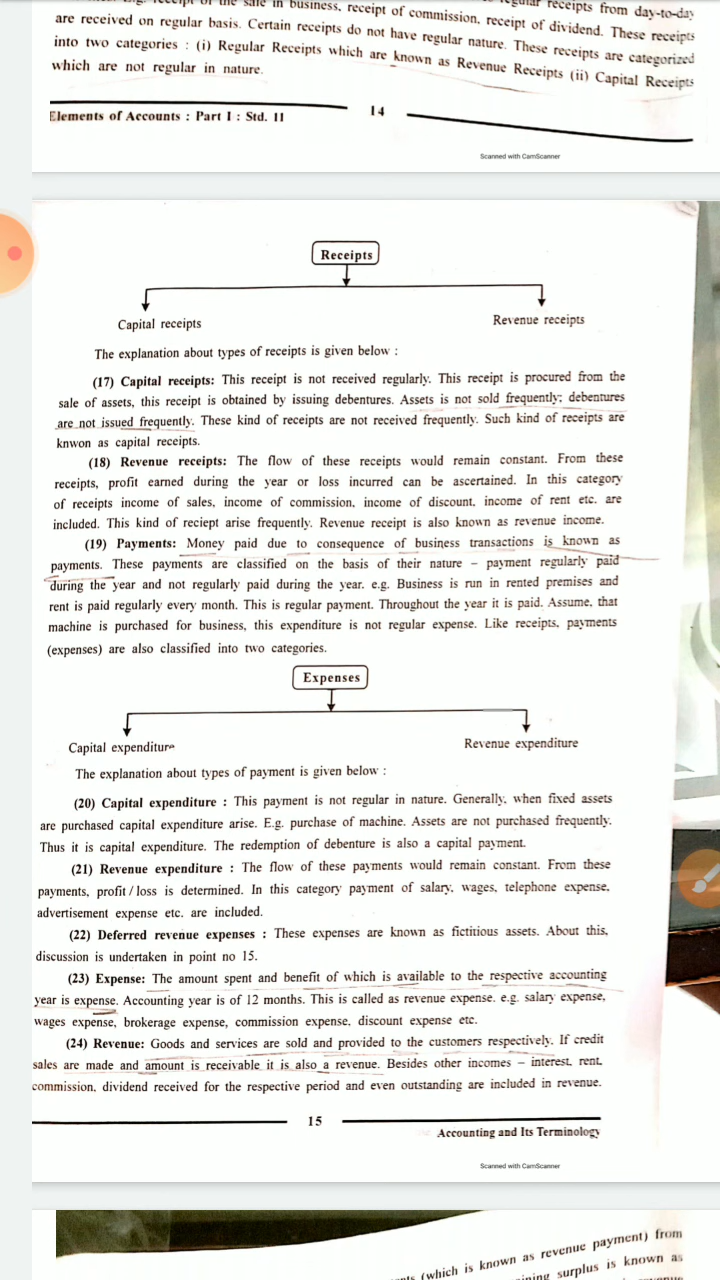 receipt of the sale in business, receipt of commission, receipt of dividend. These receipts
regular receipts from day-to-day
are received on regular basis. Certain receipts do not have regular nature. These receipts are categorized
into two categories : (i) Regular Receipts which are known as Revenue Receipts (ii) Capital Receipts
which are not regular in nature.
Elements of Accounts : Part I : Std. 11
14
Scanned with CamScanner
Receipts
Capital receipts
Revenue receipts
The explanation about types of receipts is given below :
(17) Capital receipts: This receipt is not received regularly. This receipt is procured from the
sale of assets, this receipt is obtained by issuing debentures. Assets is not sold frequently; debentures
are not issued frequently. These kind of receipts are not received frequently. Such kind of receipts are
knwon as capital receipts.
(18) Revenue receipts: The flow of these receipts would remain constant. From these
receipts, profit earned during the year or loss incurred can be ascertained. In this category
of receipts income of sales, income of commission, income of discount, income of rent etc. are
included. This kind of reciept arise frequently. Revenue receipt is also known as revenue income.
(19) Payments: Money paid due to consequence of business transactions is known as
payments. These payments are classified on the basis of their nature – payment regularly paid
during the year and not regularly paid during the year. e.g. Business is run in rented premises and
rent is paid regularly every month. This is regular payment. Throughout the year it is paid. Assume, that
machine is purchased for business, this expenditure is not regular expense. Like receipts, payments
(expenses) are also classified into two categories.
Expenses
Capital expenditure
Revenue expenditure
The explanation about types of payment is given below :
(20) Capital expenditure : This payment is not regular in nature. Generally, when fixed assets
are purchased capital expenditure arise. E.g. purchase of machine. Assets are not purchased frequently.
Thus it is capital expenditure. The redemption of debenture is also a capital payment.
(21) Revenue expenditure : The flow of these payments would remain constant. From these
payments, profit / loss is determined. In this category payment of salary, wages, telephone expense,
advertisement expense etc. are included.
(22) Deferred revenue expenses : These expenses are known as fictitious assets. About this,
discussion is undertaken in point no 15.
(23) Expense: The amount spent and benefit of which is available to the respective accounting
year is expense. Accounting year is of 12 months. This is called as revenue expense. e.g. salary expense,
wages expense, brokerage expense, commission expense, discount expense etc.
(24) Revenue: Goods and services are sold and provided to the customers respectively. If credit
sales are made and amount is receivable it is also a revenue. Besides other incomes – interest, rent,
commission, dividend received for the respective period and even outstanding are included in revenue.
15
Accounting and Its Terminology
Scanned with CamScanner
(which is known as revenue payment) from
surplus is known as